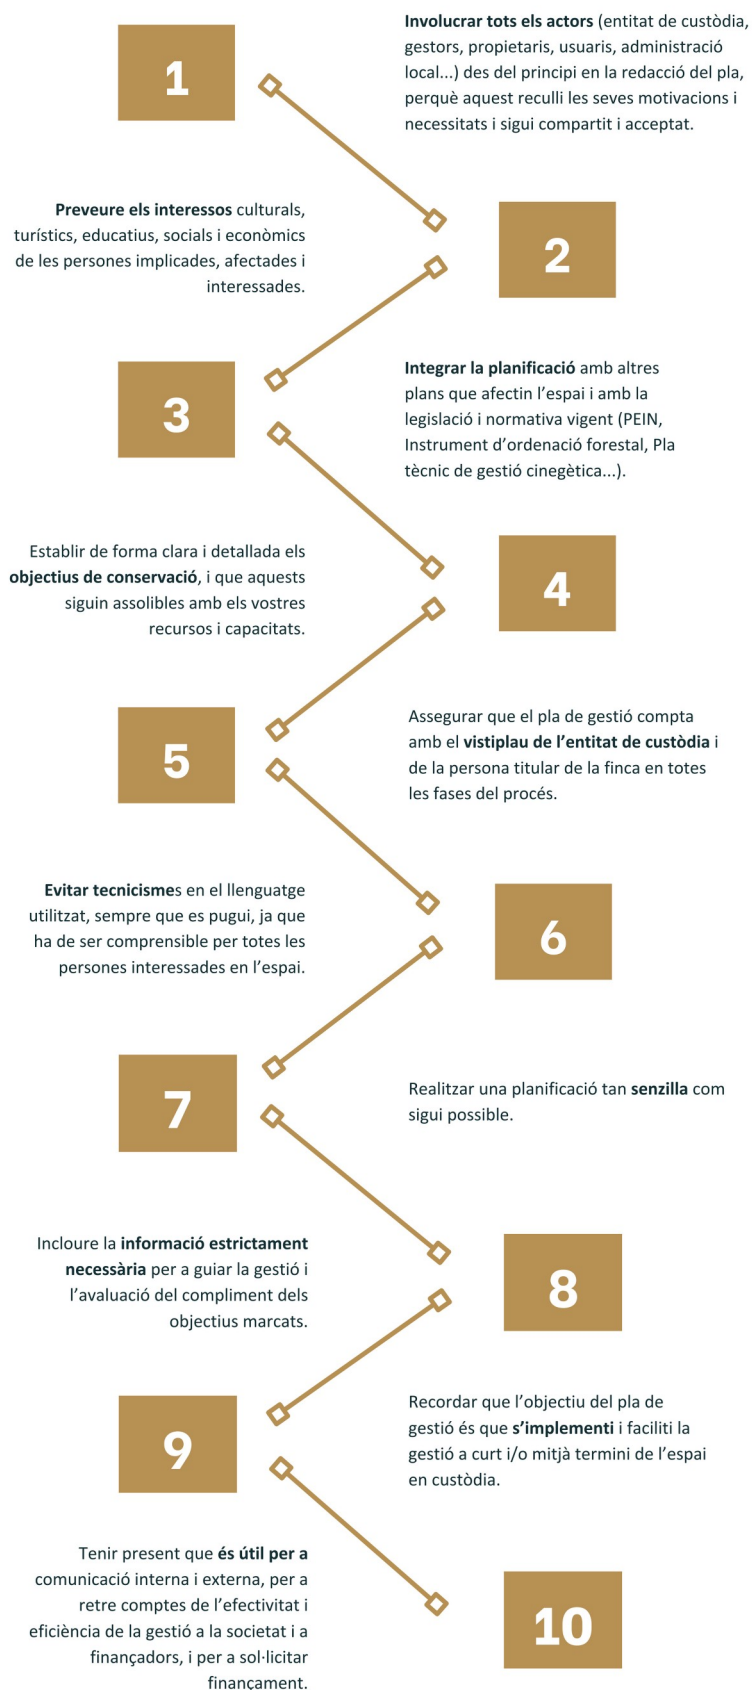 1
Involucrar tots els actors (entitat de custòdia,
gestors, propietaris, usuaris, administració
local...) des del principi en la redacció del pla,
perquè aquest reculli les seves motivacions i
necessitats i sigui compartit i acceptat.
2
Preveure els interessos culturals,
turístics, educatius, socials i econòmics
de les persones implicades, afectades i
interessades.
3
Integrar la planificació amb altres
plans que afectin l’espai i amb la
legislació i normativa vigent (PEIN,
Instrument d’ordenació forestal, Pla
tècnic de gestió cinegètica...).
4
Establir de forma clara i detallada els
objectius de conservació, i que aquests
siguin assolibles amb els vostres
recursos i capacitats.
5
Assegurar que el pla de gestió compta
amb el vistiplau de l’entitat de custòdia i
de la persona titular de la finca en totes
les fases del procés.
6
Evitar tecnicismes en el llenguatge
utilitzat, sempre que es pugui, ja que
ha de ser comprensible per totes les
persones interessades en l’espai.
7
Realitzar una planificació tan senzilla com
sigui possible.
8
Incloure la informació estrictament
necessària per a guiar la gestió i
l’avaluació del compliment dels
objectius marcats.
9
Recordar que l’objectiu del pla de
gestió és que s’implementi i faciliti la
gestió a curt i/o mitjà termini de l’espai
en custòdia.
10
Tenir present que és útil per a
comunicació interna i externa, per a
retre comptes de l’efectivitat i
eficiència de la gestió a la societat i a
finançadors, i per a sol·licitar
finançament.